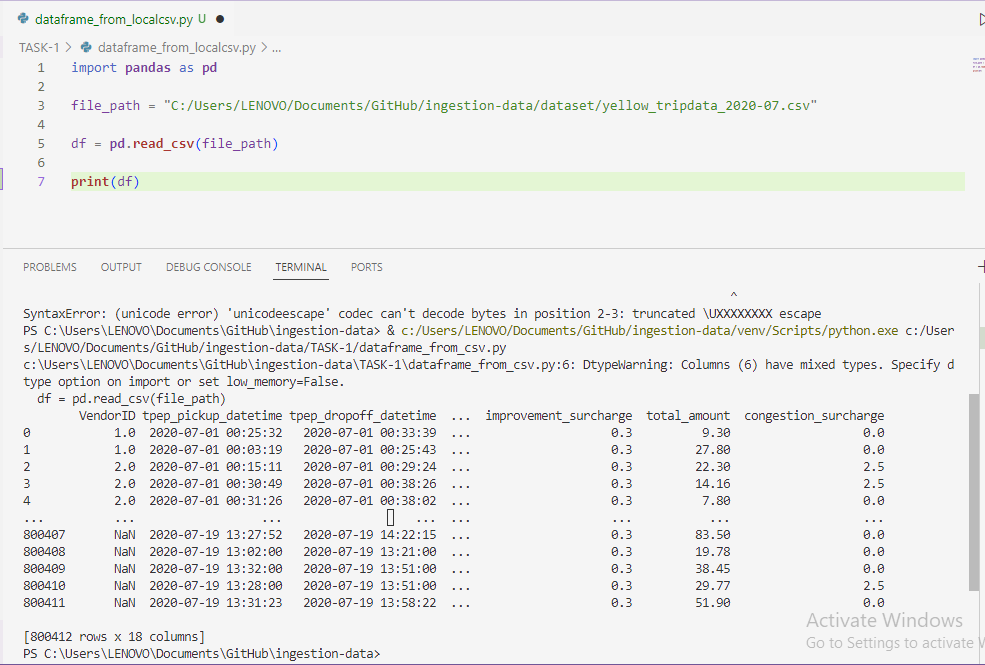 dataframe_from_localcsv.py U ●
TASK-1 > dataframe_from_localcsv.py > ...
1 import pandas as pd
2
3 file_path = "C:/Users/LENOVO/Documents/GitHub/ingestion-data/dataset/yellow_tripdata_2020-07.csv"
4
5 df = pd.read_csv(file_path)
6
7 print(df)
PROBLEMS OUTPUT DEBUG CONSOLE TERMINAL PORTS
^
SyntaxError: (unicode error) 'unicodeescape' codec can't decode bytes in position 2-3: truncated \UXXXXXXXX escape
PS C:\Users\LENOVO\Documents\GitHub\ingestion-data> & c:/Users/LENOVO/Documents/GitHub/ingestion-data/venv/Scripts/python.exe c:/User
s/LENOVO/Documents/GitHub/ingestion-data/TASK-1/dataframe_from_csv.py
c:\Users\LENOVO\Documents\GitHub\ingestion-data\TASK-1\dataframe_from_csv.py:6: DtypeWarning: Columns (6) have mixed types. Specify d
type option on import or set low_memory=False.
df = pd.read_csv(file_path)
VendorID tpep_pickup_datetime tpep_dropoff_datetime ... improvement_surcharge total_amount congestion_surcharge
0 1.0 2020-07-01 00:25:32 2020-07-01 00:33:39 ... 0.3 9.30 0.0
1 1.0 2020-07-01 00:03:19 2020-07-01 00:25:43 ... 0.3 27.80 0.0
2 2.0 2020-07-01 00:15:11 2020-07-01 00:29:24 ... 0.3 22.30 2.5
3 2.0 2020-07-01 00:30:49 2020-07-01 00:38:26 ... 0.3 14.16 2.5
4 2.0 2020-07-01 00:31:26 2020-07-01 00:38:02 ... 0.3 7.80 0.0
... ... ... ... ... ... ... ...
800407 NaN 2020-07-19 13:27:52 2020-07-19 14:22:15 ... 0.3 83.50 0.0
800408 NaN 2020-07-19 13:02:00 2020-07-19 13:21:00 ... 0.3 19.78 0.0
800409 NaN 2020-07-19 13:32:00 2020-07-19 13:51:00 ... 0.3 38.45 0.0
800410 NaN 2020-07-19 13:28:00 2020-07-19 13:51:00 ... 0.3 29.77 2.5
800411 NaN 2020-07-19 13:31:23 2020-07-19 13:58:22 ... 0.3 51.90 0.0
[800412 rows x 18 columns]
PS C:\Users\LENOVO\Documents\GitHub\ingestion-data>
Activate Windows
Go to Settings to activate